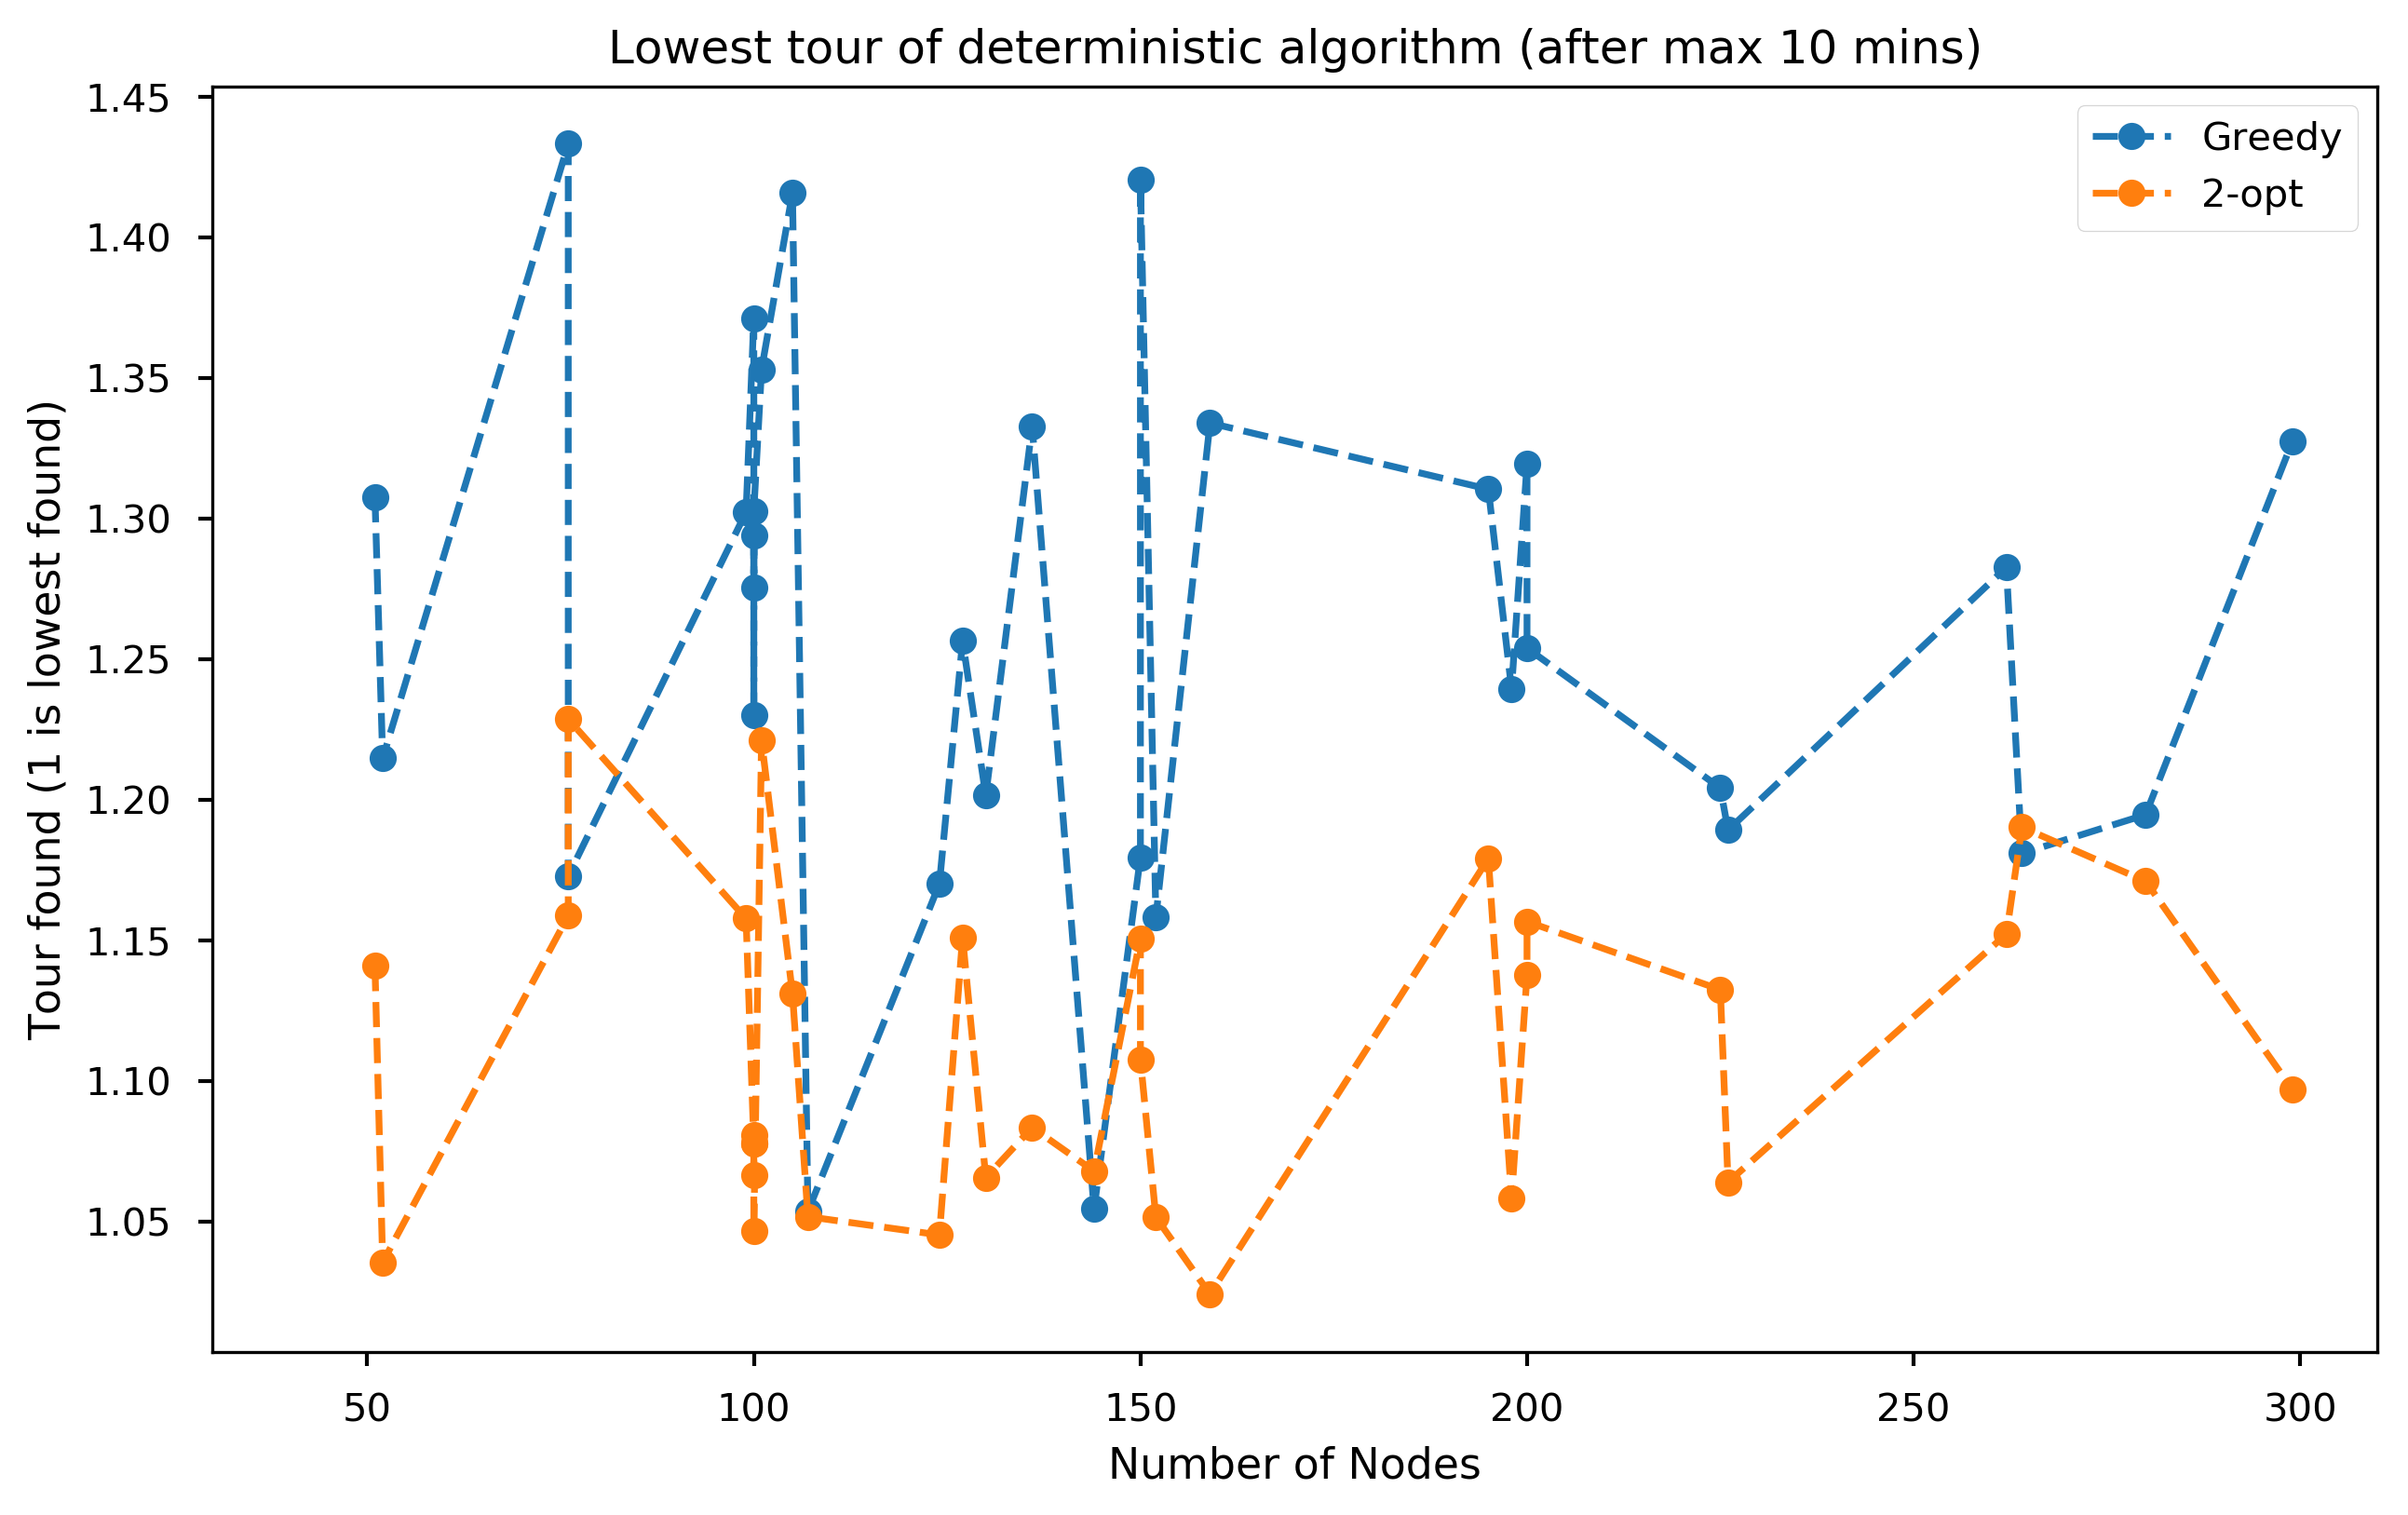 Lowest tour of deterministic algorithm (after max 10 mins)
1.45
1.40
1.35
1.30
1.25
1.20
1.15
1.10
1.05
Tour found (1 is lowest found)
Greedy
2-opt
50 100 150 200 250 300
Number of Nodes